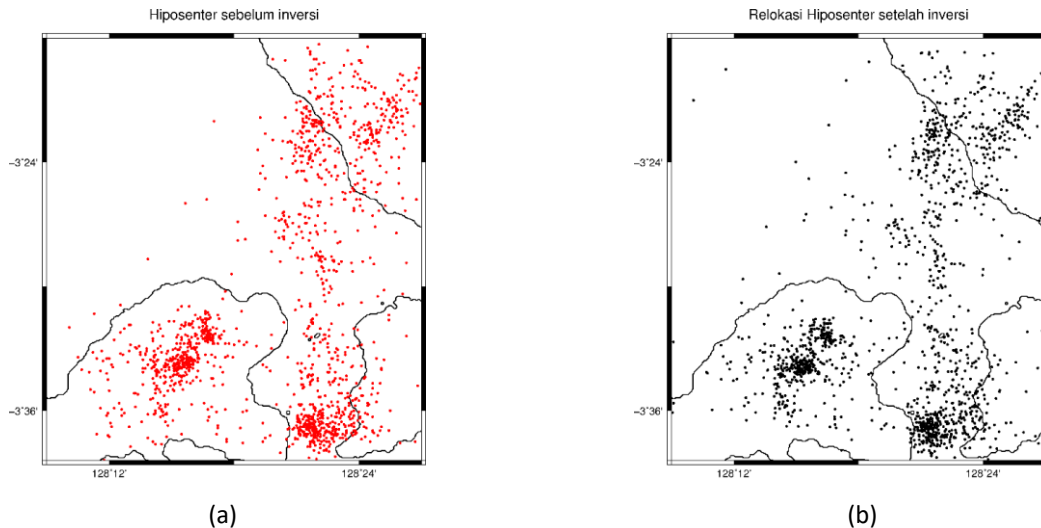 Hiposenter sebelum inversi
−3˚24'
−3˚36'
128˚12'
128˚24'
(a)
Relokasi Hiposenter setelah inversi
−3˚24'
−3˚36'
128˚12'
128˚24'
(b)